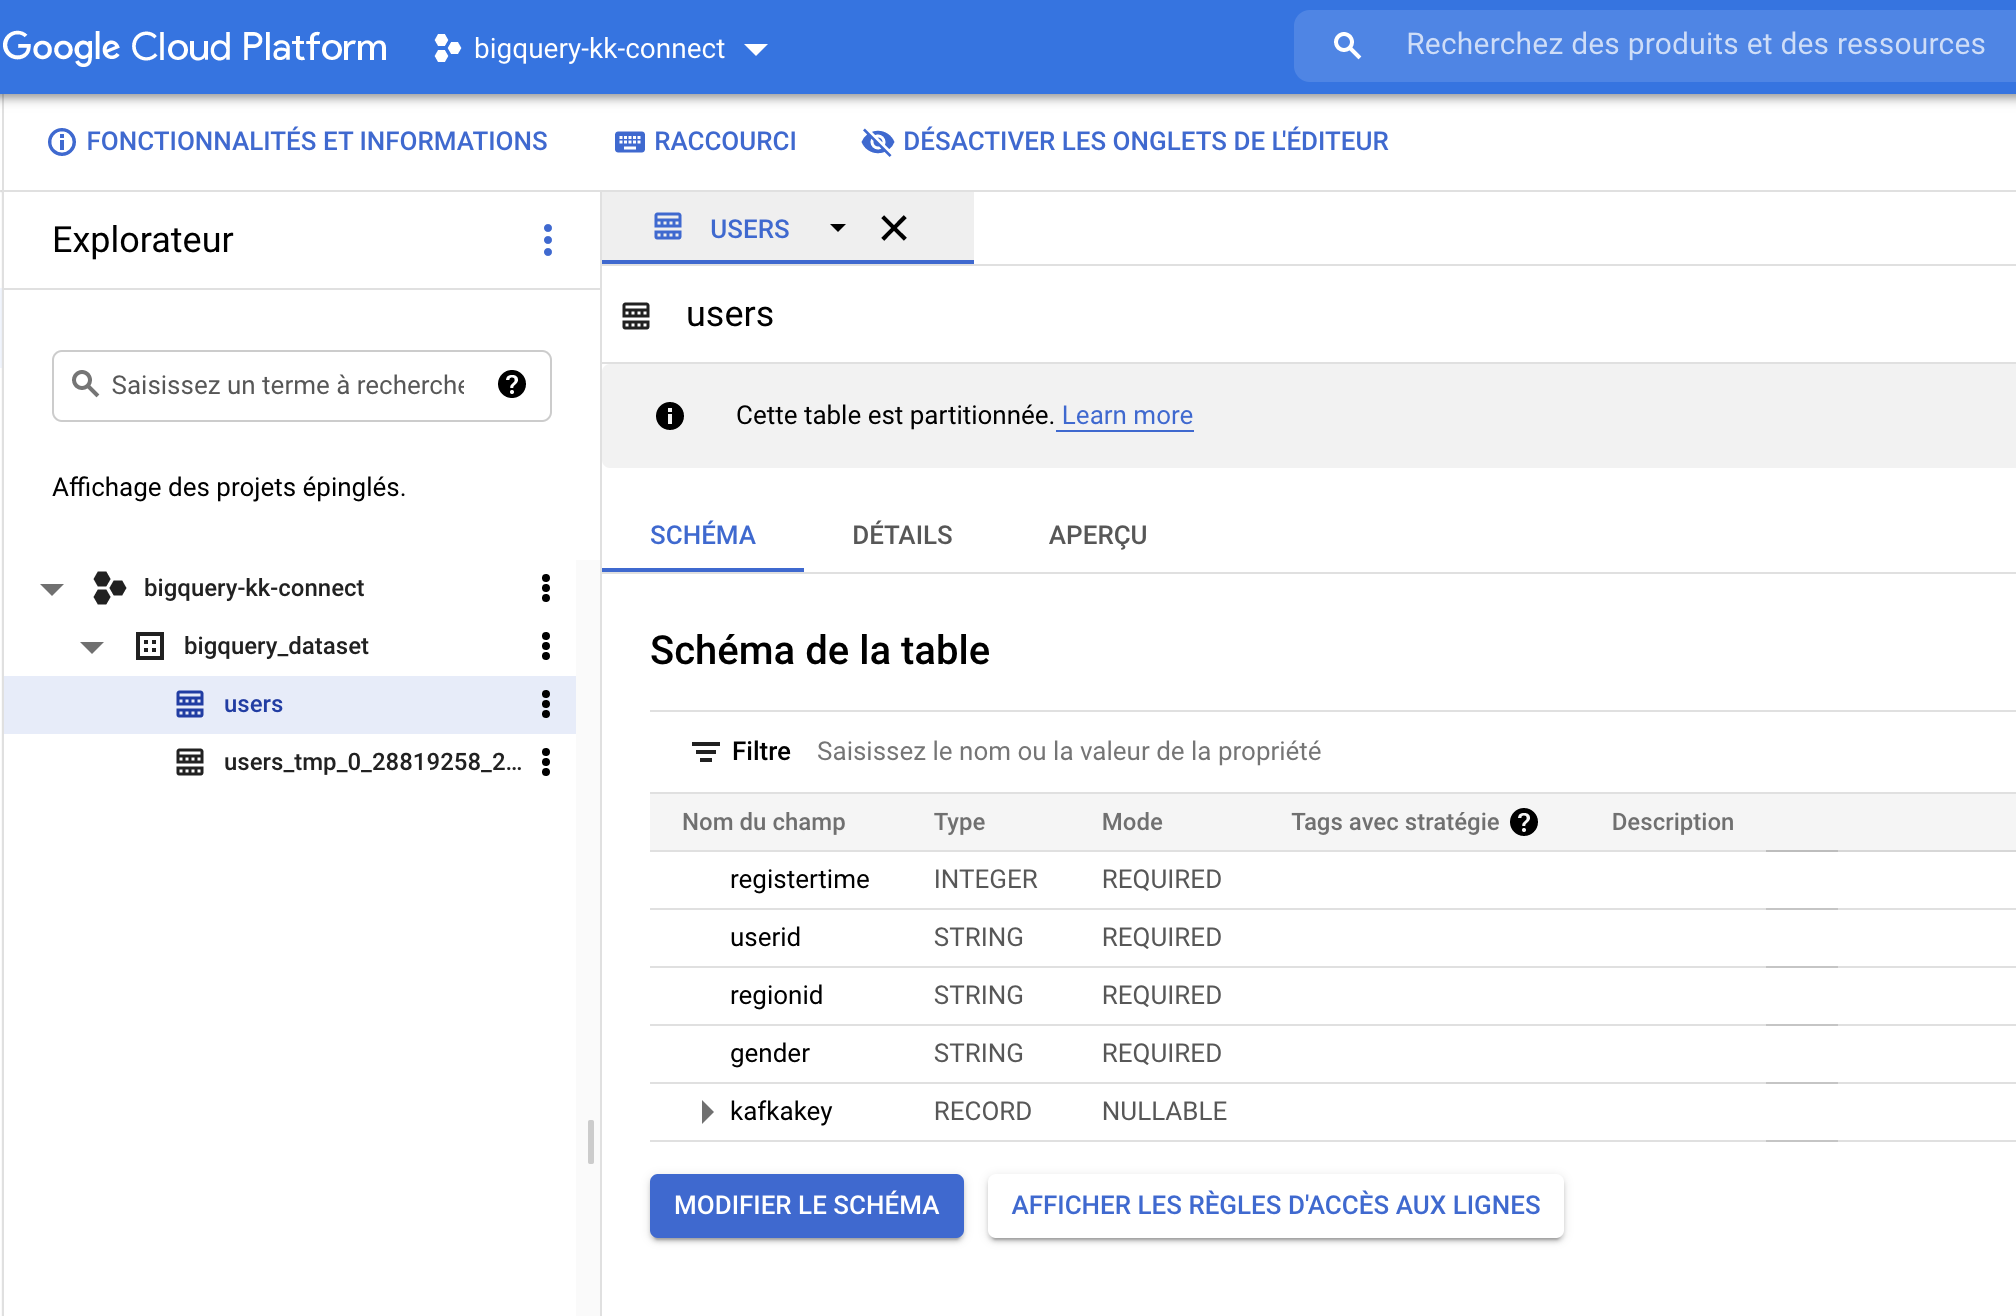 Google Cloud Platform bigquery-kk-connect Recherchez des produits et des ressources
FONCTIONNALITÉS ET INFORMATIONS RACCOURCI DÉSACTIVER LES ONGLETS DE L'ÉDITEUR
Explorateur
Saisissez un terme à recherche
Affichage des projets épinglés.
bigquery-kk-connect
bigquery_dataset
users
users_tmp_0_28819258_2...
USERS
users
Cette table est partitionnée. Learn more
SCHÉMA DÉTAILS APERÇU
Schéma de la table
Filtre Saisissez le nom ou la valeur de la propriété
Nom du champ Type Mode Tags avec stratégie Description
registertime INTEGER REQUIRED
userid STRING REQUIRED
regionid STRING REQUIRED
gender STRING REQUIRED
kafkakey RECORD NULLABLE
MODIFIER LE SCHÉMA AFFICHER LES RÈGLES D'ACCÈS AUX LIGNES